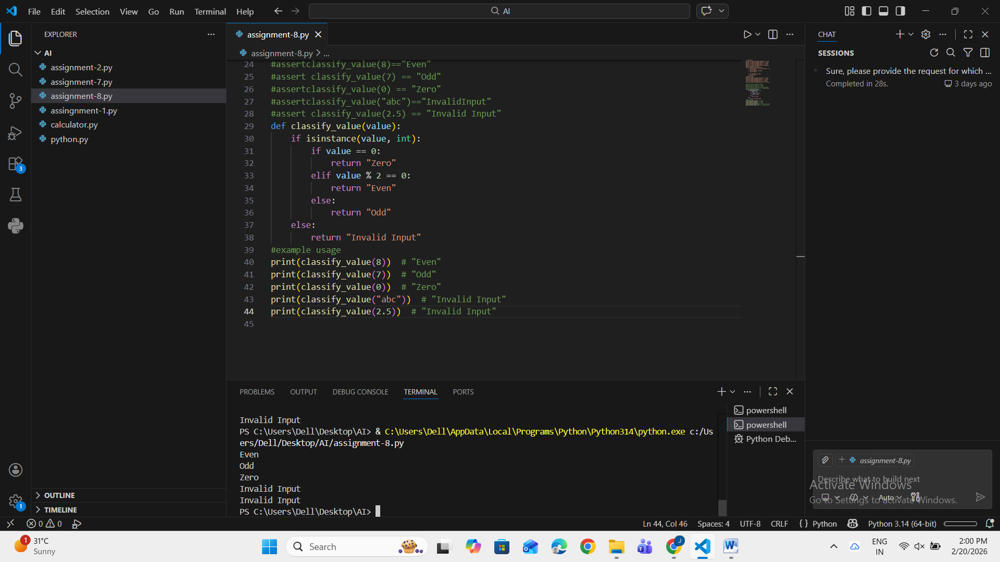 File Edit Selection View Go Run Terminal Help
AI
EXPLORER
AI
assignment-2.py
assignment-7.py
assignment-8.py
assingnment-1.py
calculator.py
python.py
OUTLINE
TIMELINE
3
1
assignment-8.py
assignment-8.py > ...
24 #assertclassify_value(8)=="Even"
25 #assert classify_value(7) == "Odd"
26 #assertclassify_value(0) == "Zero"
27 #assertclassify_value("abc")=="InvalidInput"
28 #assert classify_value(2.5) == "Invalid Input"
29 def classify_value(value):
30 if isinstance(value, int):
31 if value == 0:
32 return "Zero"
33 elif value % 2 == 0:
34 return "Even"
35 else:
36 return "Odd"
37 else:
38 return "Invalid Input"
39 #example usage
40 print(classify_value(8)) # "Even"
41 print(classify_value(7)) # "Odd"
42 print(classify_value(0)) # "Zero"
43 print(classify_value("abc")) # "Invalid Input"
44 print(classify_value(2.5)) # "Invalid Input"
45
PROBLEMS OUTPUT DEBUG CONSOLE TERMINAL PORTS
Invalid Input
PS C:\Users\Dell\Desktop\AI> & C:\Users\Dell\AppData\Local\Programs\Python\Python314\python.exe c:/Us
ers/Dell/Desktop/AI/assignment-8.py
Even
Odd
Zero
Invalid Input
Invalid Input
PS C:\Users\Dell\Desktop\AI>
powershell
powershell
Python Deb...
CHAT
SESSIONS
Sure, please provide the request for which ...
Completed in 28s. 3 days ago
assignment-8.py
Describe what to build next
Auto
Activate Windows
Go to Settings to activate Windows.
0 0 Ln 44, Col 46 Spaces: 4 UTF-8 CRLF { } Python Python 3.14 (64-bit)
1
31°C
Sunny
Search
J
ENG
IN
2:00 PM
2/20/2026